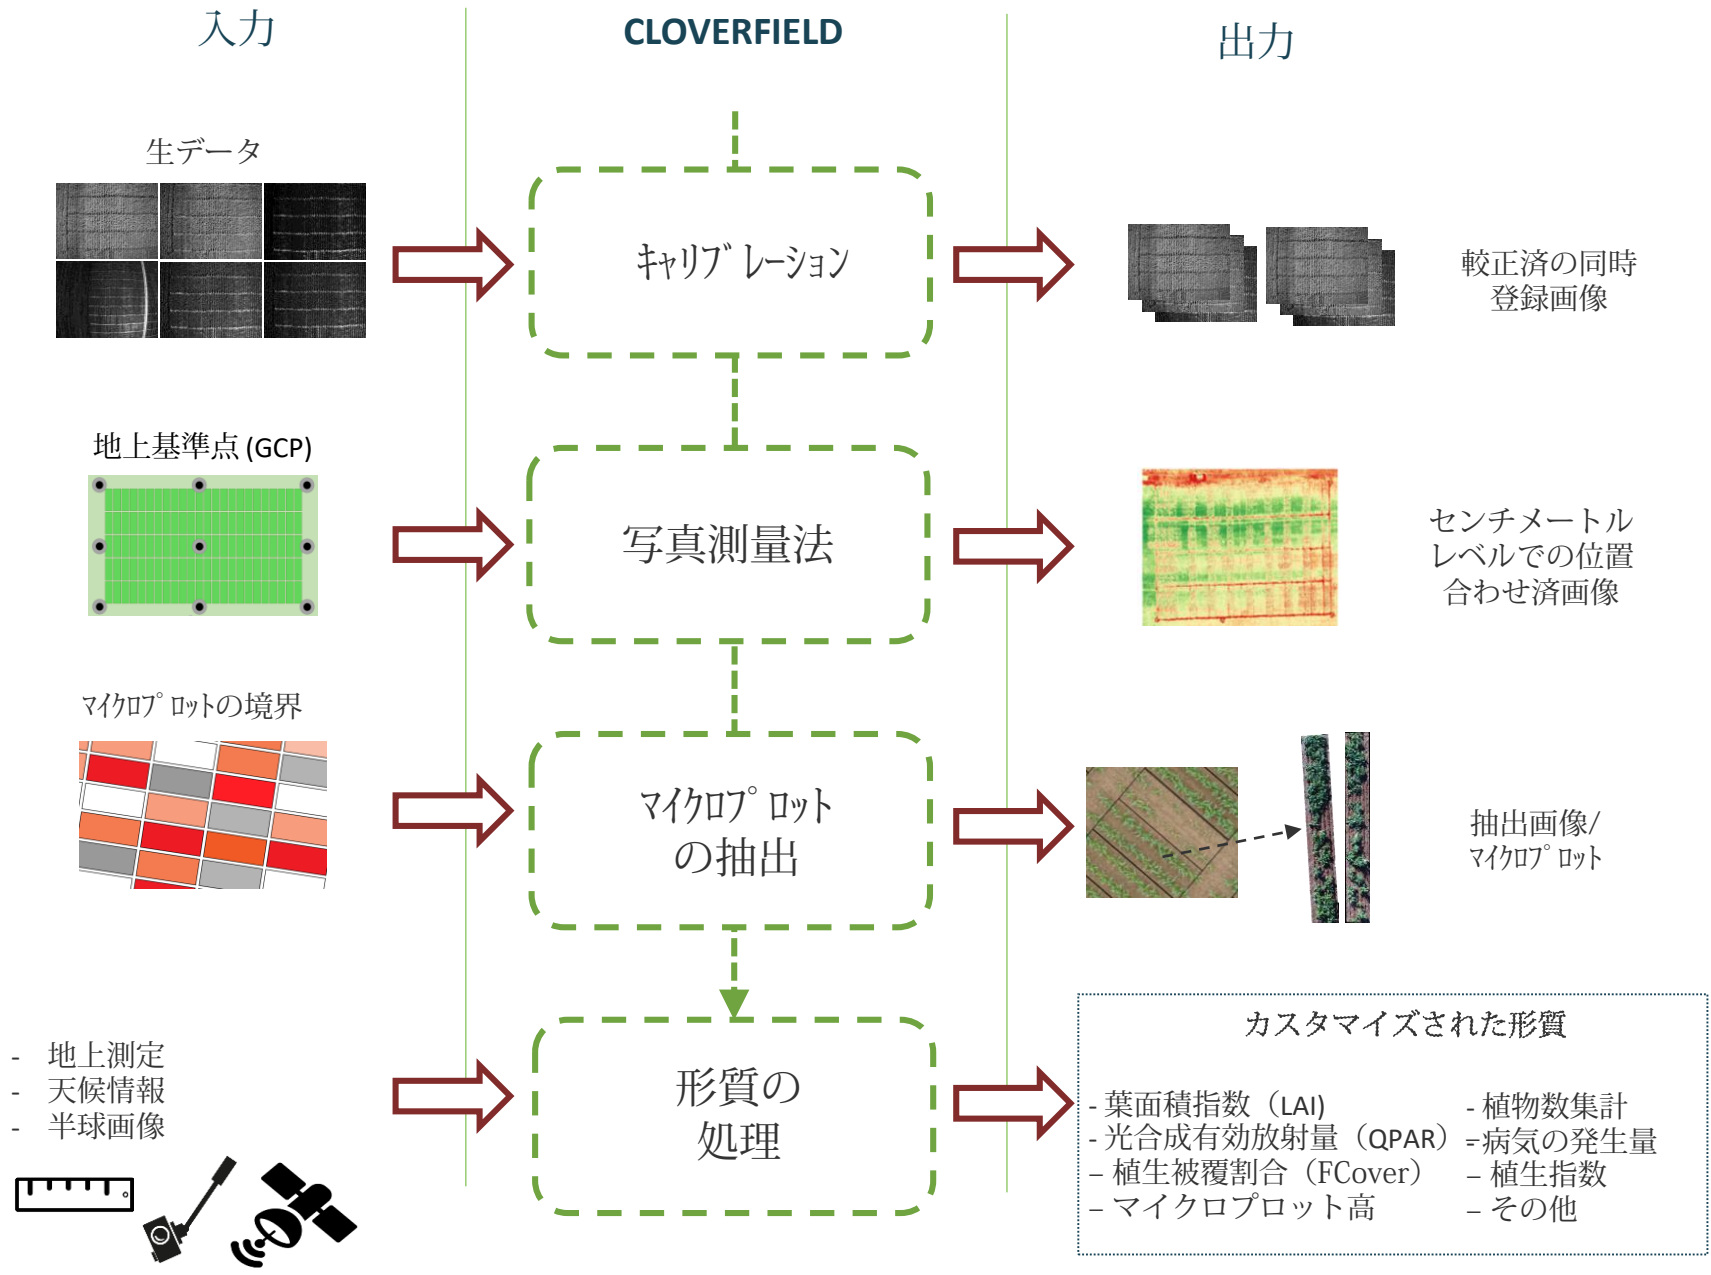 入力
CLOVERFIELD
出力
生データ
キャリブレーション
較正済の同時
登録画像
地上基準点 (GCP)
写真測量法
センチメートル
レベルでの位置
合わせ済画像
マイクロプロットの境界
マイクロプロット
の抽出
抽出画像/
マイクロプロット
- 地上測定
- 天候情報
- 半球画像
形質の
処理
カスタマイズされた形質
- 葉面積指数（LAI)
- 光合成有効放射量（QPAR）
– 植生被覆割合（FCover）
– マイクロプロット高
- 植物数集計
–病気の発生量
– 植生指数
– その他